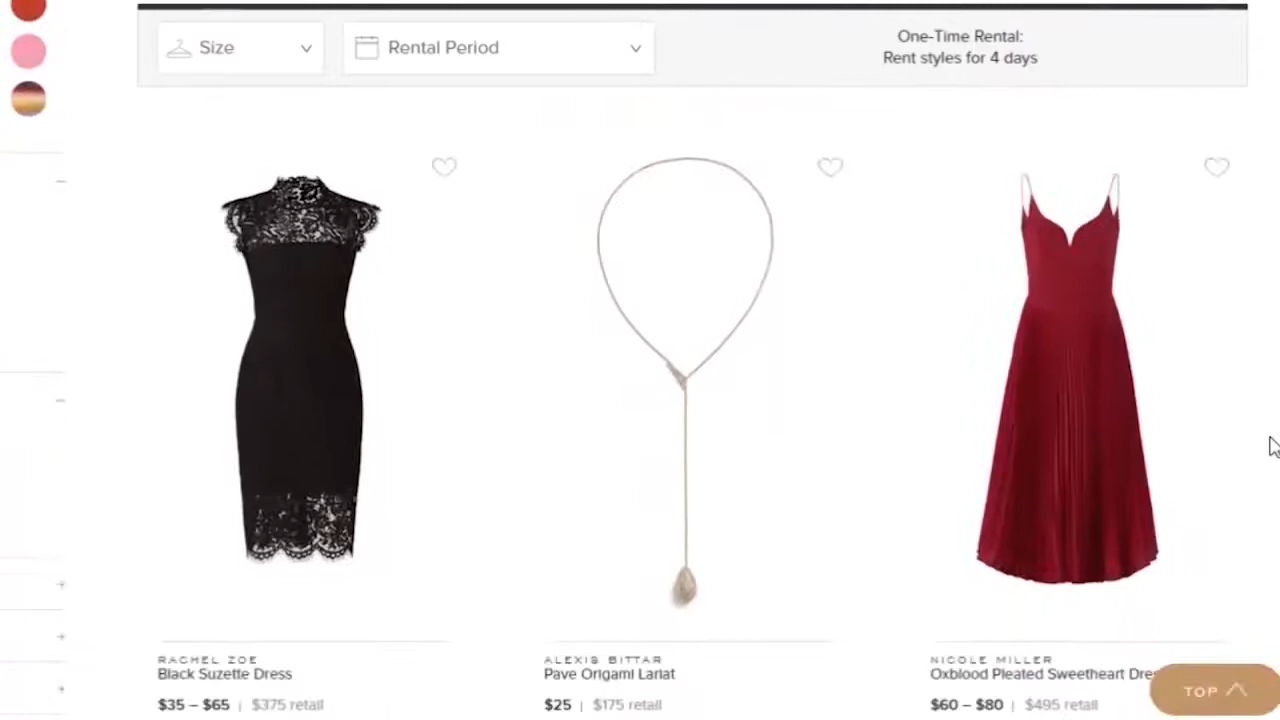 Size
Rental Period
One-Time Rental:
Rent styles for 4 days
RACHEL ZOE
Black Suzette Dress
$35 – $65 | $375 retail
ALEXIS BITTAR
Pave Origami Lariat
$25 | $175 retail
NICOLE MILLER
Oxblood Pleated Sweetheart Dres
$60 – $80 | $495 retail
TOP